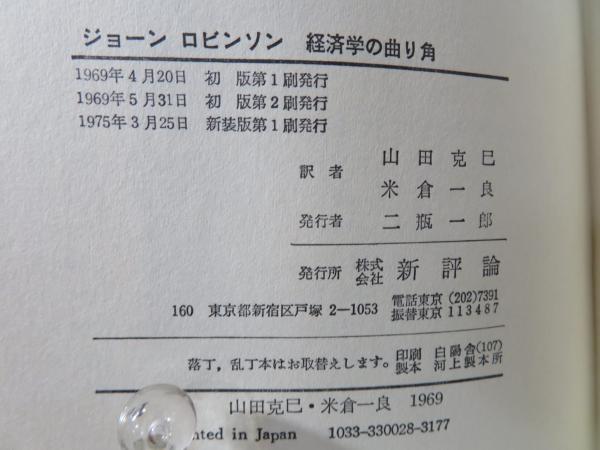 ジョーン ロビンソン 経済学の曲り角
1969年4月20日 初 版第1刷発行
1969年5月31日 初 版第2刷発行
1975年3月25日 新装版第1刷発行
訳者 山田克巳
米倉一良
発行者 二瓶一郎
発行所 株式会社 新評論
160 東京都新宿区戸塚2−1053 電話東京 (202)7391
振替東京 113487
落丁,乱丁本はお取替えします。 印刷 白陽舎(107)
製本 河上製本所
山田克巳・米倉一良 1969
nted in Japan 1033-330028-3177